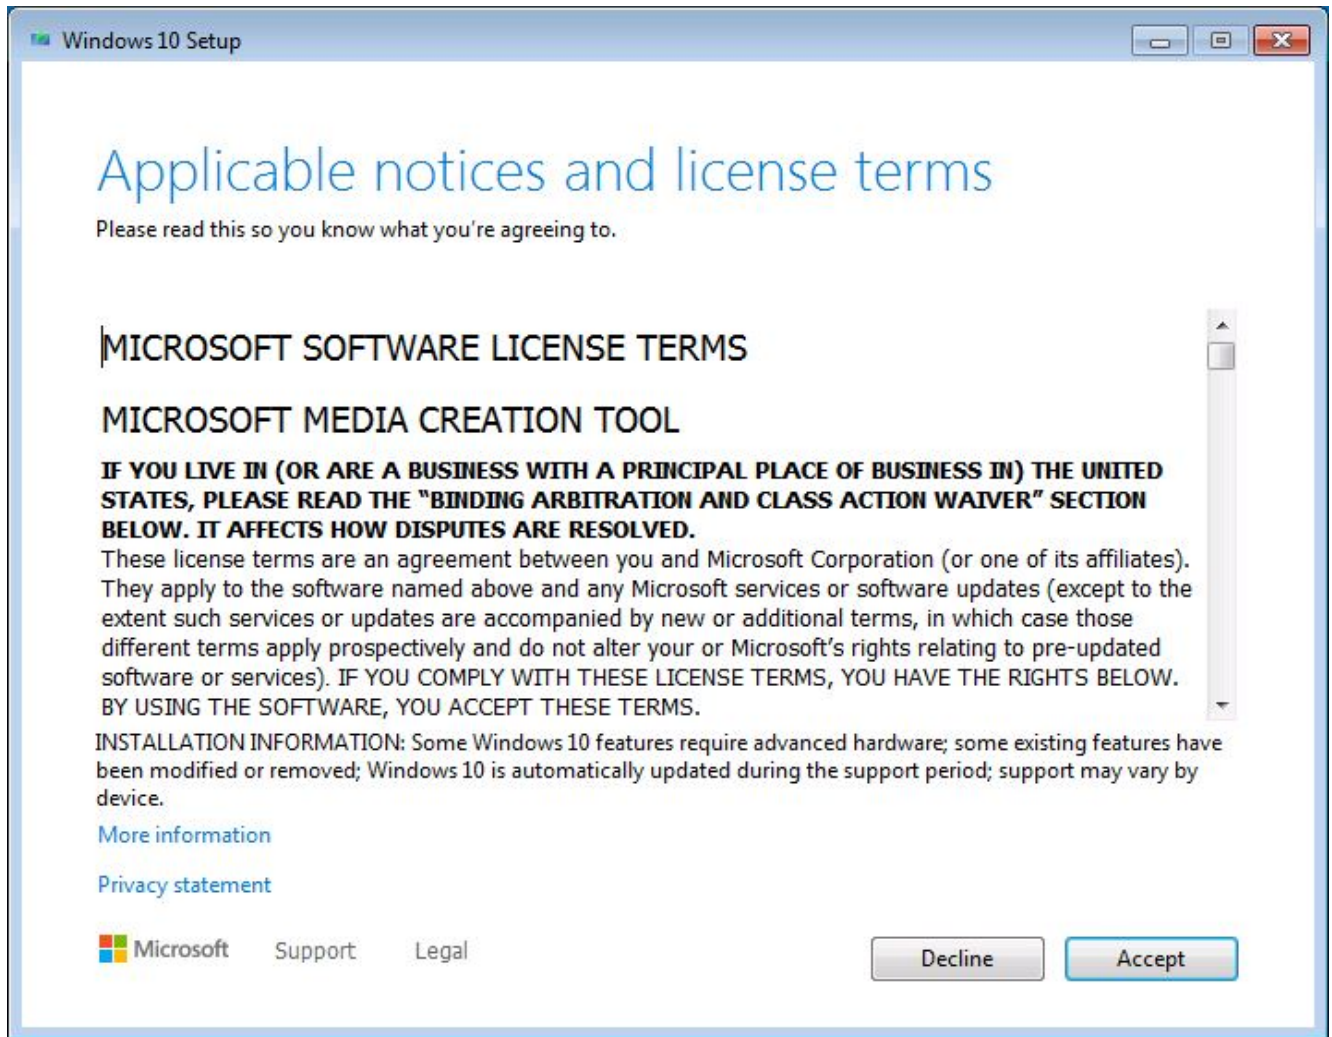 Windows 10 Setup
Applicable notices and license terms
Please read this so you know what you're agreeing to.
MICROSOFT SOFTWARE LICENSE TERMS
MICROSOFT MEDIA CREATION TOOL
IF YOU LIVE IN (OR ARE A BUSINESS WITH A PRINCIPAL PLACE OF BUSINESS IN) THE UNITED
STATES, PLEASE READ THE “BINDING ARBITRATION AND CLASS ACTION WAIVER” SECTION
BELOW. IT AFFECTS HOW DISPUTES ARE RESOLVED.
These license terms are an agreement between you and Microsoft Corporation (or one of its affiliates).
They apply to the software named above and any Microsoft services or software updates (except to the
extent such services or updates are accompanied by new or additional terms, in which case those
different terms apply prospectively and do not alter your or Microsoft’s rights relating to pre-updated
software or services). IF YOU COMPLY WITH THESE LICENSE TERMS, YOU HAVE THE RIGHTS BELOW.
BY USING THE SOFTWARE, YOU ACCEPT THESE TERMS.
INSTALLATION INFORMATION: Some Windows 10 features require advanced hardware; some existing features have
been modified or removed; Windows 10 is automatically updated during the support period; support may vary by
device.
More information
Privacy statement
Microsoft Support Legal Decline Accept